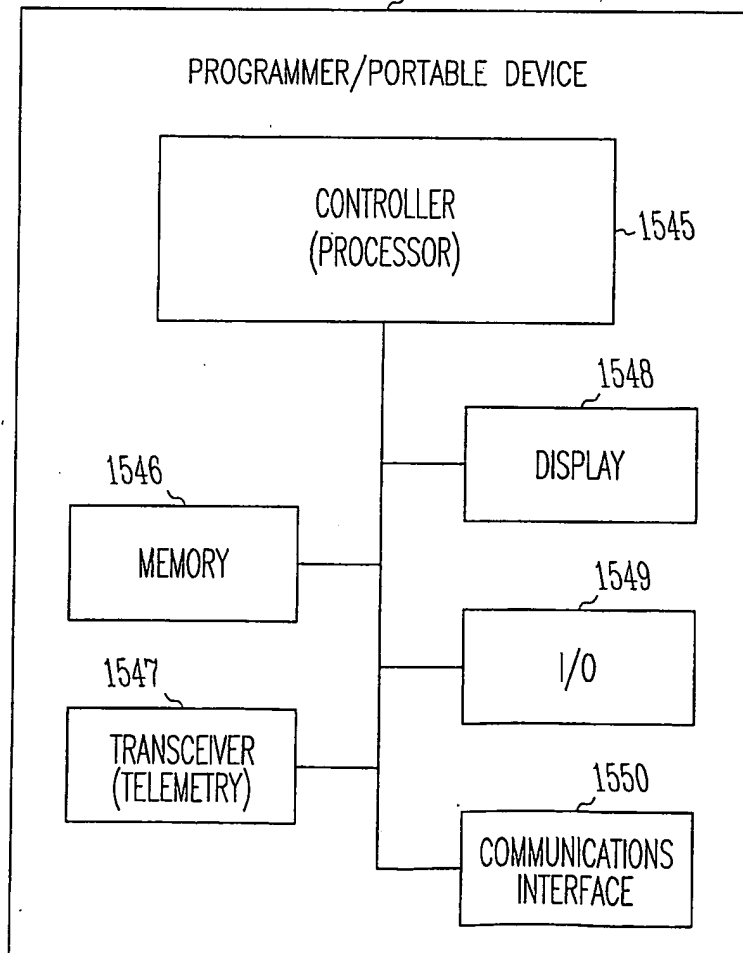 PROGRAMMER/PORTABLE DEVICE
CONTROLLER
(PROCESSOR)
1545
1548
DISPLAY
1546
MEMORY
1549
I/O
1547
TRANSCEIVER
(TELEMETRY)
1550
COMMUNICATIONS
INTERFACE